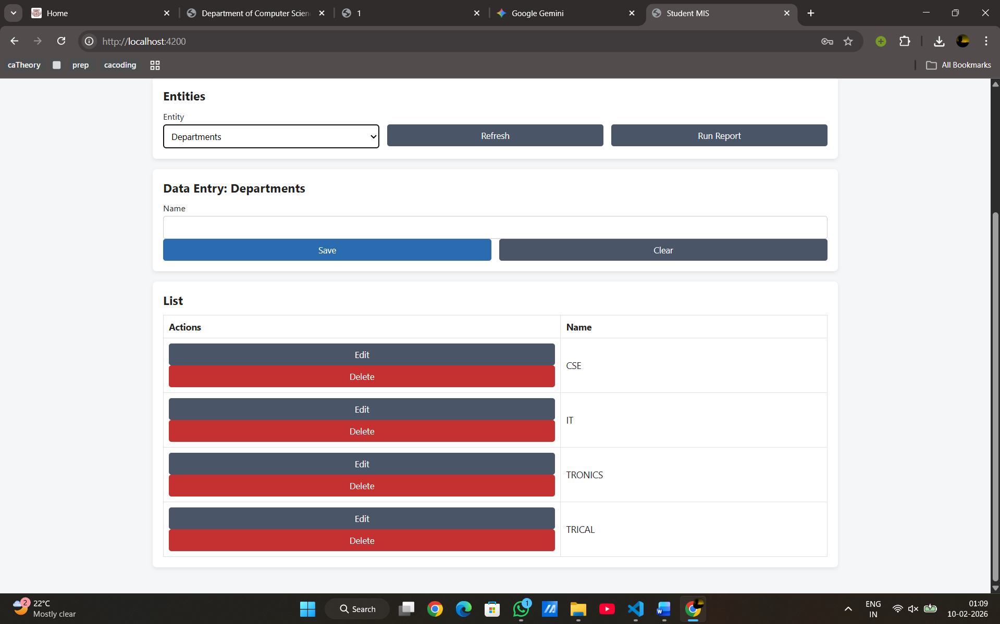 Home
Department of Computer Scien
1
Google Gemini
Student MIS
http://localhost:4200
caTheory
prep
cacoding
All Bookmarks
Entities
Entity
Departments
Refresh
Run Report
Data Entry: Departments
Name
Save
Clear
List
Actions
Name
Edit
Delete
CSE
Edit
Delete
IT
Edit
Delete
TRONICS
Edit
Delete
TRICAL
2
22°C
Mostly clear
Search
1
ENG
IN
01:09
10-02-2026